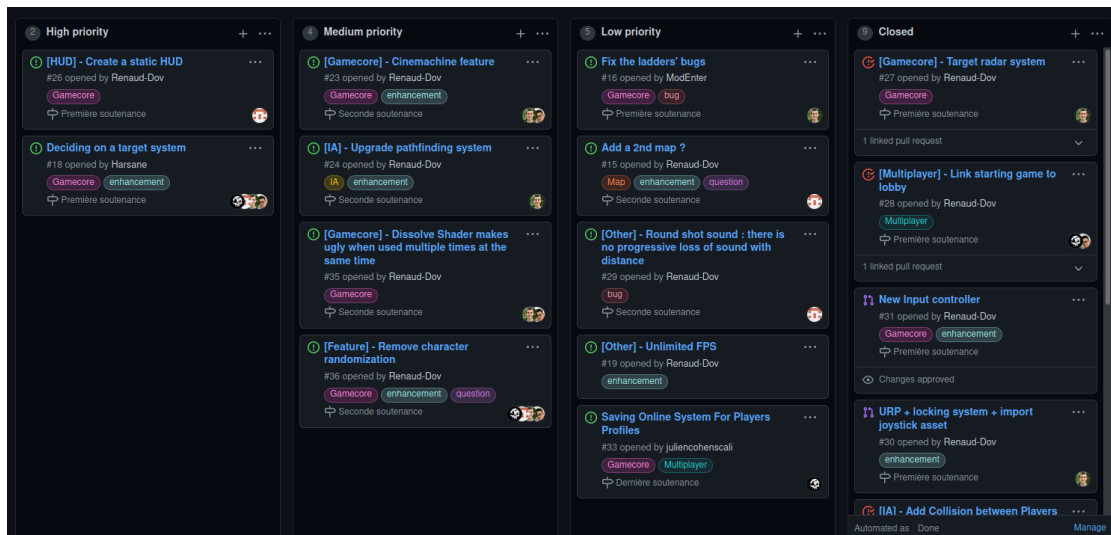 2 High priority
[HUD] - Create a static HUD
#26 opened by Renaud-Dov
Gamecore
Première soutenance
Deciding on a target system
#18 opened by Harsane
Gamecore enhancement
Première soutenance
4 Medium priority
[Gamecore] - Cinemachine feature
#23 opened by Renaud-Dov
Gamecore enhancement
Seconde soutenance
[IA] - Upgrade pathfinding system
#24 opened by Renaud-Dov
IA enhancement
Seconde soutenance
[Gamecore] - Dissolve Shader makes
ugly when used multiple times at the
same time
#35 opened by Renaud-Dov
Gamecore
Seconde soutenance
[Feature] - Remove character
randomization
#36 opened by Renaud-Dov
Gamecore enhancement question
Seconde soutenance
5 Low priority
Fix the ladders' bugs
#16 opened by ModEnter
Gamecore bug
Première soutenance
Add a 2nd map ?
#15 opened by Renaud-Dov
Map enhancement question
Seconde soutenance
[Other] - Round shot sound : there is
no progressive loss of sound with
distance
#29 opened by Renaud-Dov
bug
Seconde soutenance
[Other] - Unlimited FPS
#19 opened by Renaud-Dov
enhancement
Saving Online System For Players
Profiles
#33 opened by juliencohenscali
Gamecore Multiplayer
Dernière soutenance
9 Closed
[Gamecore] - Target radar system
#27 opened by Renaud-Dov
Gamecore
Première soutenance
1 linked pull request
[Multiplayer] - Link starting game to
lobby
#28 opened by Renaud-Dov
Multiplayer
Première soutenance
1 linked pull request
New Input controller
#31 opened by Renaud-Dov
Gamecore enhancement
Première soutenance
Changes approved
URP + locking system + import
joystick asset
#30 opened by Renaud-Dov
enhancement
Première soutenance
[IA] - Add Collision between Players
Automated as Done Manage